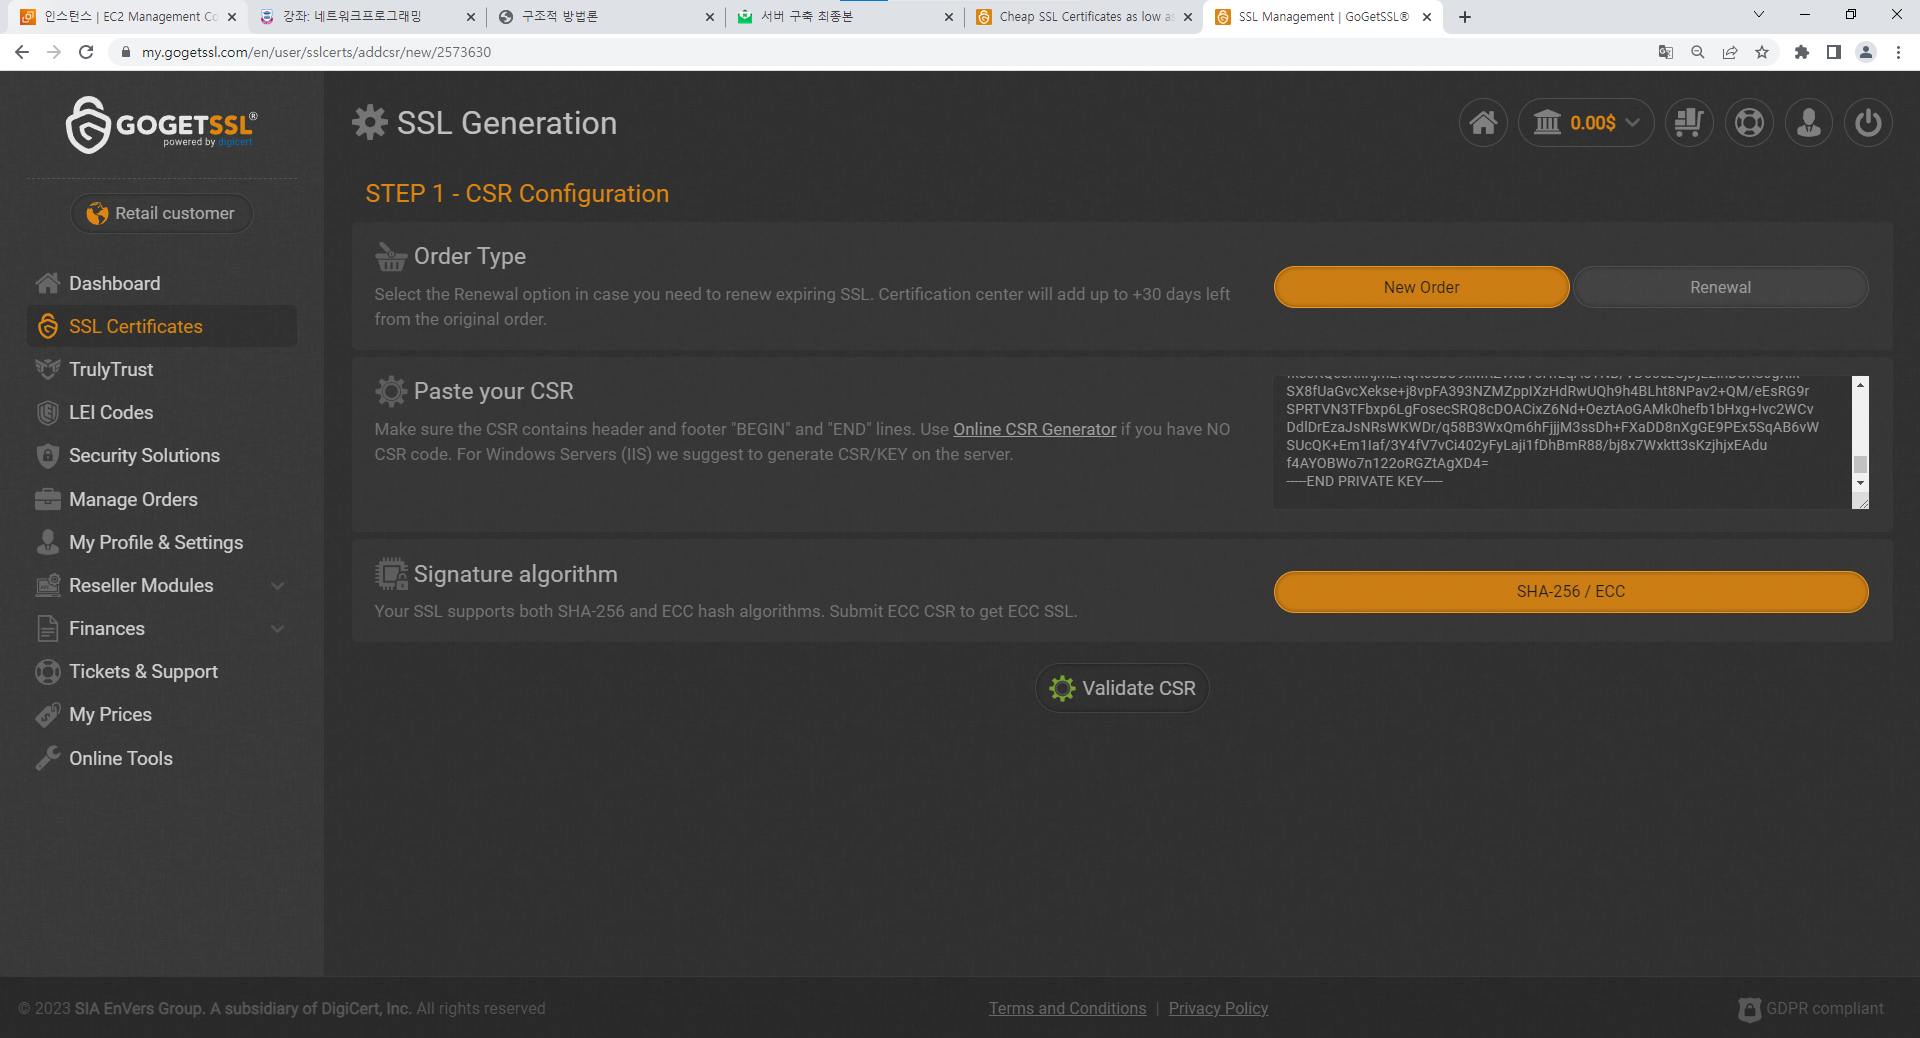 인스턴스 | EC2 Management Co
강좌: 네트워크프로그래밍
구조적 방법론
서버 구축 최종본
Cheap SSL Certificates as low as
SSL Management | GoGetSSL®
my.gogetssl.com/en/user/sslcerts/addcsr/new/2573630
GOGETSSL®
powered by digicert
Retail customer
Dashboard
SSL Certificates
TrulyTrust
LEI Codes
Security Solutions
Manage Orders
My Profile & Settings
Reseller Modules
Finances
Tickets & Support
My Prices
Online Tools
SSL Generation
0.00$
STEP 1 - CSR Configuration
Order Type
Select the Renewal option in case you need to renew expiring SSL. Certification center will add up to +30 days left
from the original order.
New Order
Renewal
Paste your CSR
Make sure the CSR contains header and footer "BEGIN" and "END" lines. Use Online CSR Generator if you have NO
CSR code. For Windows Servers (IIS) we suggest to generate CSR/KEY on the server.
SX8fUaGvcXekse+j8vpFA393NZMZppIXzHdRwUQh9h4BLht8NPav2+QM/eEsRG9r
SPRTVN3TFbxp6LgFosecSRQ8cDOACixZ6Nd+OeztAoGAMk0hefb1bHxg+Ivc2WCv
DdlDrEzaJsNRsWKWDr/q58B3WxQm6hFjjjM3ssDh+FXaDD8nXgGE9PEx5SqAB6vW
SUcQK+Em1Iaf/3Y4fV7vCi402yFyLaji1fDhBmR88/bj8x7Wxktt3sKzjhjxEAdu
f4AYOBWo7n122oRGZtAgXD4=
-----END PRIVATE KEY-----
Signature algorithm
Your SSL supports both SHA-256 and ECC hash algorithms. Submit ECC CSR to get ECC SSL.
SHA-256 / ECC
Validate CSR
© 2023 SIA EnVers Group. A subsidiary of DigiCert, Inc. All rights reserved
Terms and Conditions | Privacy Policy
GDPR compliant